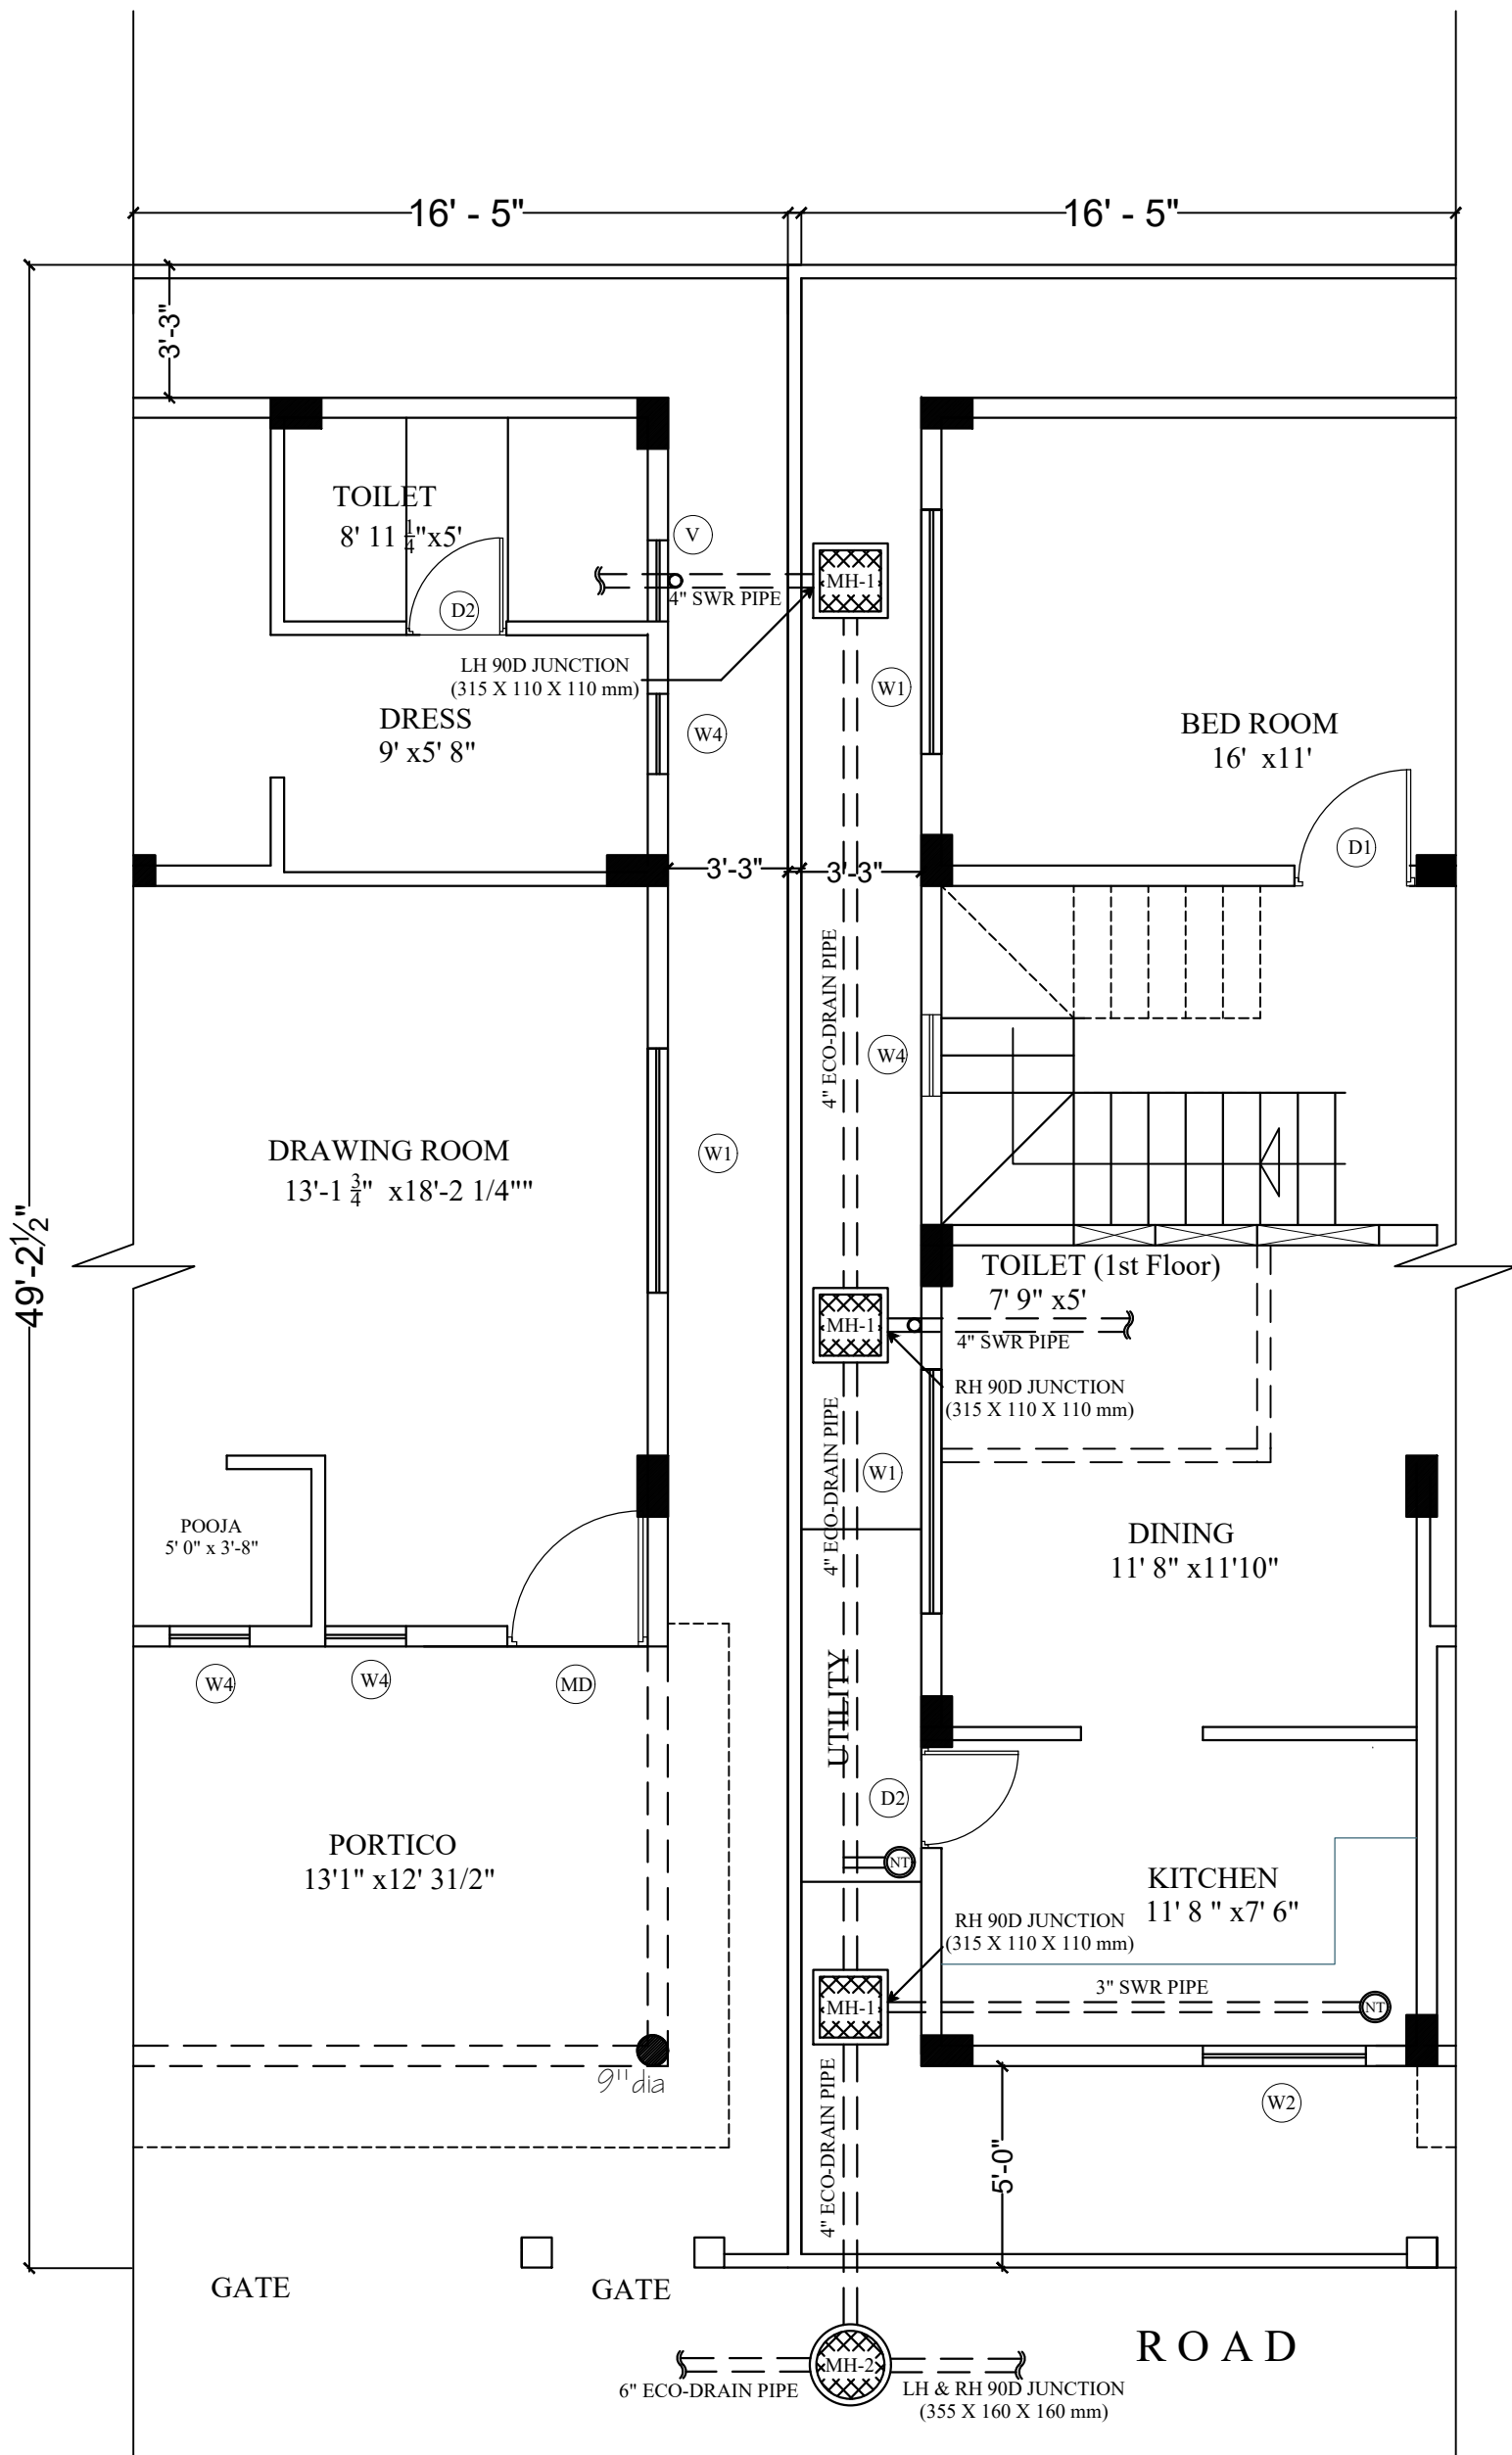 16' - 5"
16' - 5"
3'-3"
TOILET
8' 11 1/4"x5'
V
MH-1
4" SWR PIPE
D2
LH 90D JUNCTION
(315 X 110 X 110 mm)
W1
DRESS
9' x5' 8"
W4
BED ROOM
16' x11'
D1
3'-3"
3'-3"
4" ECO-DRAIN PIPE
W4
DRAWING ROOM
13'-1 3/4" x18'-2 1/4""
W1
49'-2½"
TOILET (1st Floor)
7' 9" x5'
MH-1
4" SWR PIPE
RH 90D JUNCTION
(315 X 110 X 110 mm)
4" ECO-DRAIN PIPE
W1
POOJA
5' 0" x 3'-8"
DINING
11' 8" x11'10"
W4
W4
MD
UTILITY
D2
PORTICO
13'1" x12' 31/2"
NT
KITCHEN
11' 8 " x7' 6"
RH 90D JUNCTION
(315 X 110 X 110 mm)
MH-1
3" SWR PIPE
NT
9" dia
4" ECO-DRAIN PIPE
W2
5'-0"
GATE
GATE
ROAD
MH-2
6" ECO-DRAIN PIPE
LH & RH 90D JUNCTION
(355 X 160 X 160 mm)